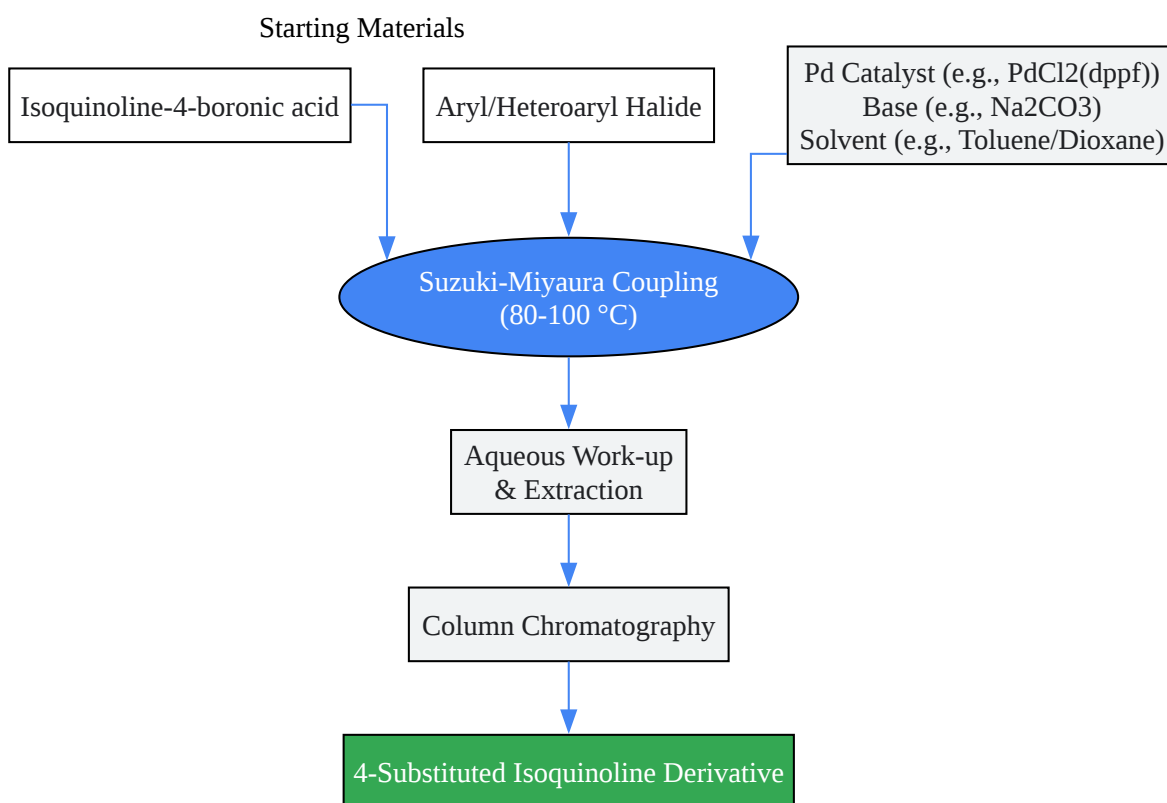 Starting Materials
Isoquinoline-4-boronic acid
Aryl/Heteroaryl Halide
Pd Catalyst (e.g., PdCl2(dppf))
Base (e.g., Na2CO3)
Solvent (e.g., Toluene/Dioxane)
Suzuki-Miyaura Coupling
(80-100 °C)
Aqueous Work-up
& Extraction
Column Chromatography
4-Substituted Isoquinoline Derivative